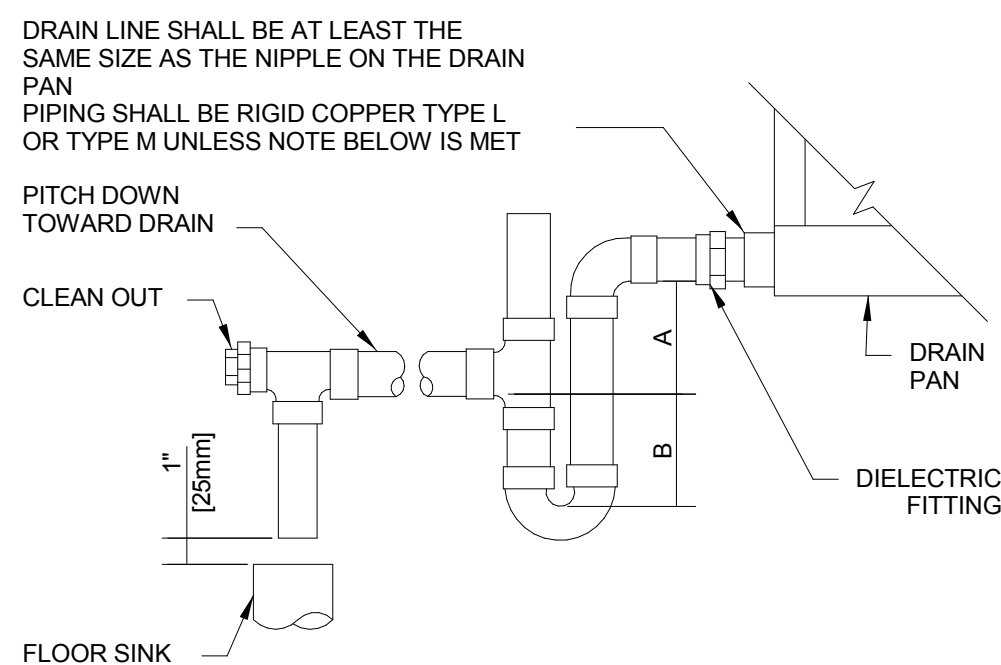 DRAIN LINE SHALL BE AT LEAST THE
SAME SIZE AS THE NIPPLE ON THE DRAIN
PAN
PIPING SHALL BE RIGID COPPER TYPE L
OR TYPE M UNLESS NOTE BELOW IS MET
PITCH DOWN
TOWARD DRAIN
CLEAN OUT
A
DRAIN
PAN
B
1"
[25mm]
DIELECTRIC
FITTING
FLOOR SINK